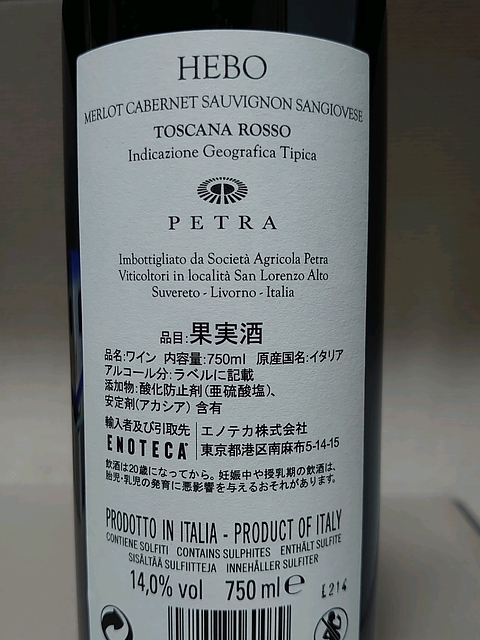 HEBO
MERLOT CABERNET SAUVIGNON SANGIOVESE
TOSCANA ROSSO
Indicazione Geografica Tipica
PETRA
Imbottigliato da Società Agricola Petra
Viticoltori in località San Lorenzo Alto
Suvereto - Livorno - Italia
品目:果実酒
品名:ワイン 内容量:750ml 原産国名:イタリア
アルコール分:ラベルに記載
添加物:酸化防止剤(亜硫酸塩)、
安定剤(アカシア) 含有
輸入者及び引取先 エノテカ株式会社
ENOTECA 東京都港区南麻布5-14-15
飲酒は20歳になってから。妊娠中や授乳期の飲酒は、
胎児・乳児の発育に悪影響を与えるおそれがあります。
PRODOTTO IN ITALIA - PRODUCT OF ITALY
CONTIENE SOLFITI CONTAINS SULPHITES ENTHÄLT SULFITE
SISÄLTÄÄ SULFIITTEJA INNEHÅLLER SULFITER
14,0% vol 750 ml e L214